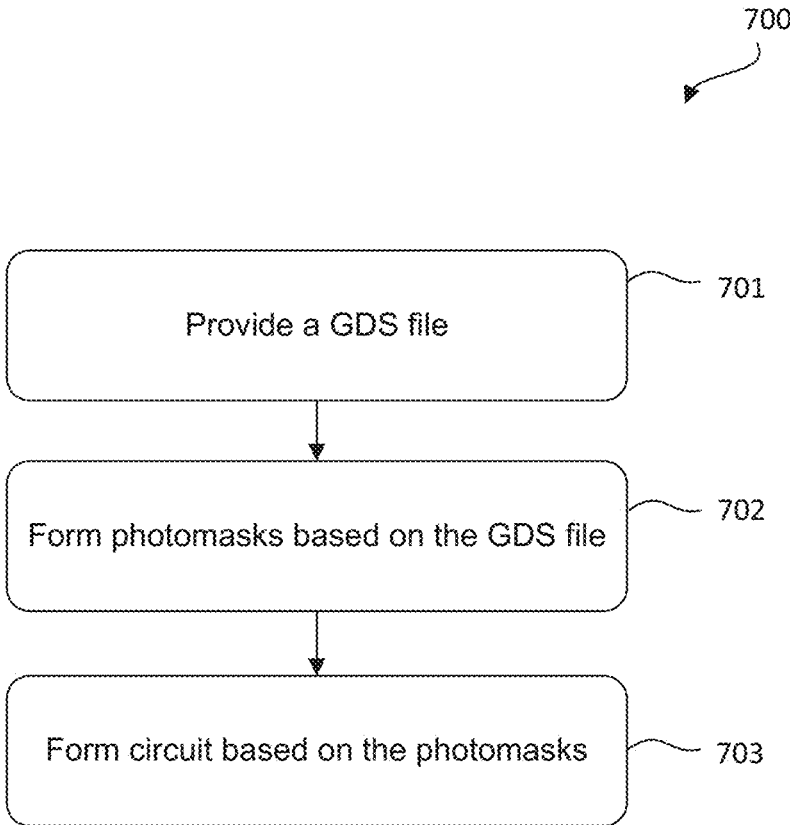 700
Provide a GDS file
701
Form photomasks based on the GDS file
702
Form circuit based on the photomasks
703